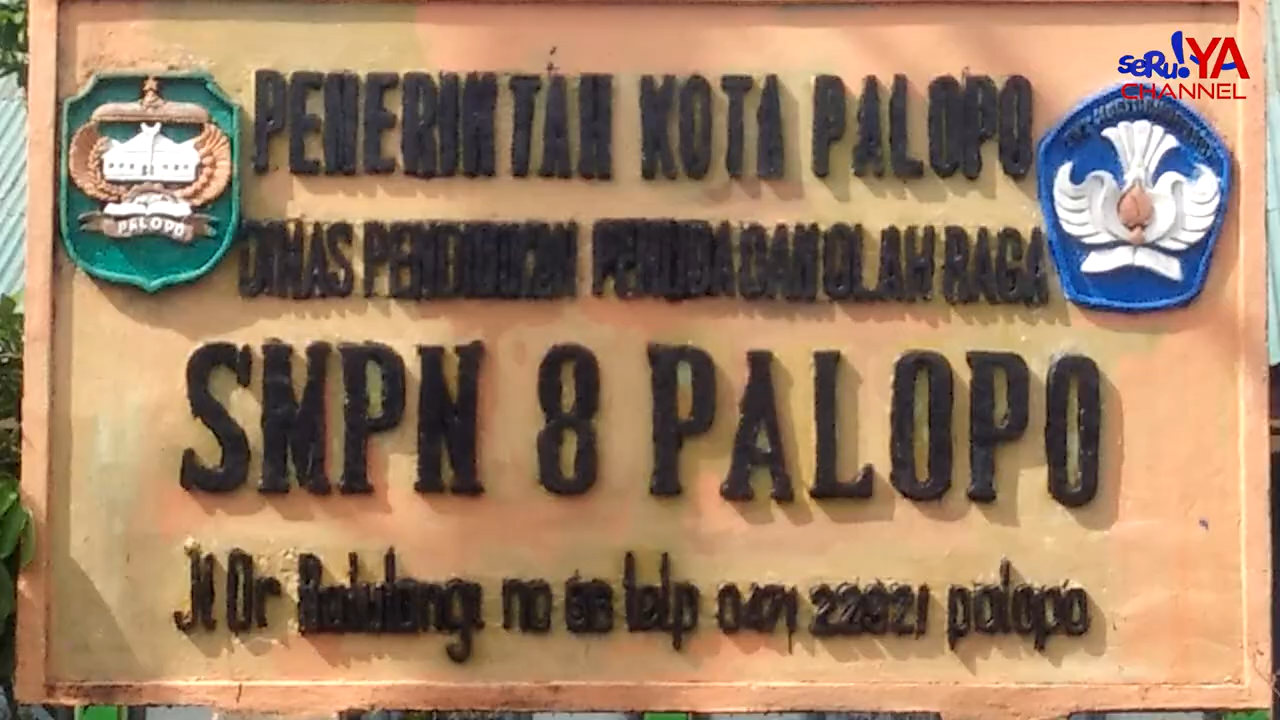 seRu!YA
CHANNEL
PEMERINTAH KOTA PALOPO
PALOPO
DINAS PENDIDIKAN PEMUDA DAN OLAH RAGA
SMPN 8 PALOPO
Jl Dr Ratulangi no 66 telp 0471 22921 palopo